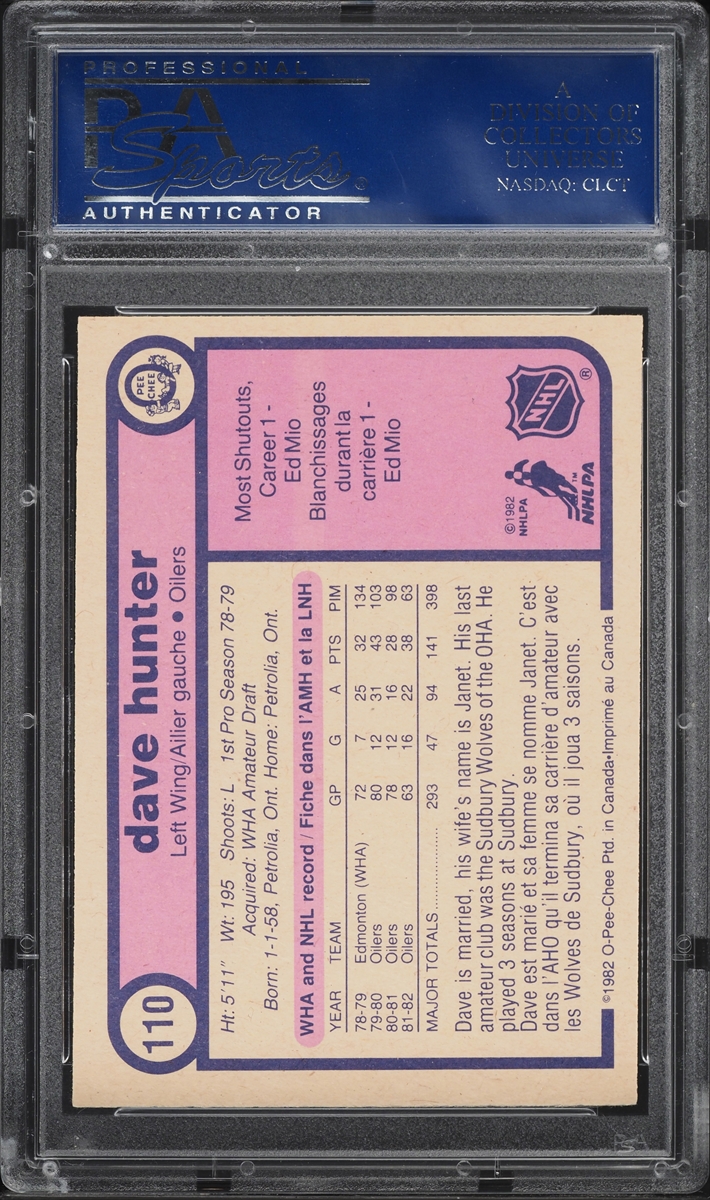 PROFESSIONAL
PSA
Sports.
AUTHENTICATOR
A
DIVISION OF
COLLECTORS
UNIVERSE
NASDAQ: CLCT
110
dave hunter
Left Wing/Ailier gauche • Oilers
O
PEE
CHEE
Ht: 5'11" Wt: 195 Shoots: L 1st Pro Season 78-79
Acquired: WHA Amateur Draft
Born: 1-1-58, Petrolia, Ont. Home: Petrolia, Ont.
WHA and NHL record / Fiche dans l'AMH et la LNH
YEAR TEAM GP G A PTS PIM
78-79 Edmonton (WHA) 72 7 25 32 134
79-80 Oilers 80 12 31 43 103
80-81 Oilers 78 12 16 28 98
81-82 Oilers 63 16 22 38 63
MAJOR TOTALS.................. 293 47 94 141 398
Dave is married, his wife's name is Janet. His last
amateur club was the Sudbury Wolves of the OHA. He
played 3 seasons at Sudbury.
Dave est marié et sa femme se nomme Janet. C'est
dans l'AHO qu'il termina sa carrière d'amateur avec
les Wolves de Sudbury, où il joua 3 saisons.
©1982 O-Pee-Chee Ptd. in Canada•Imprimé au Canada
Most Shutouts,
Career 1 -
Ed Mio
Blanchissages
durant la
carrière 1 -
Ed Mio
©1982
NHLPA
NHLPA
TM
NHL
®
PSA